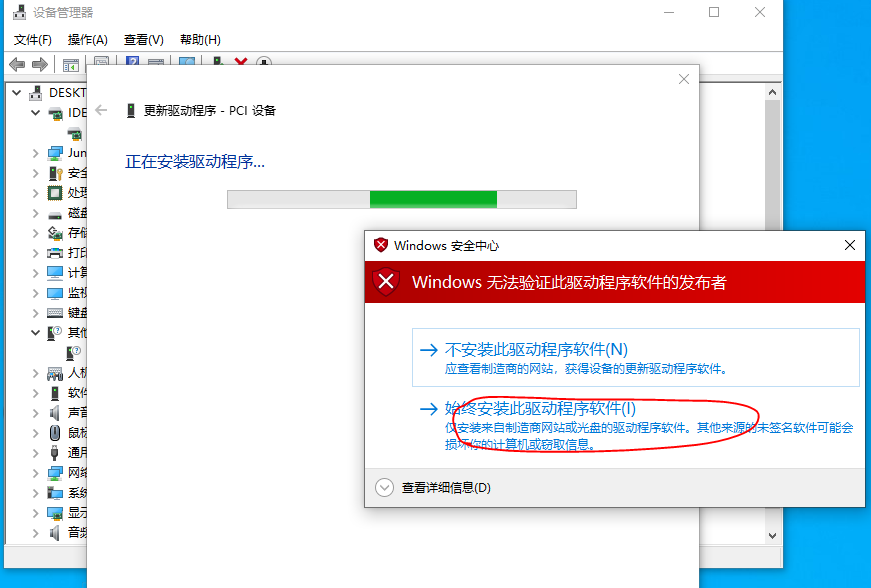 设备管理器
文件(F) 操作(A) 查看(V) 帮助(H)
DESKT
IDE
更新驱动程序 - PCI 设备
正在安装驱动程序...
Jun
安全
处理
磁盘
存储
打印
计算
监视
键盘
其他
人机
软件
声音
鼠标
通用
网络
系统
显示
音频
Windows 安全中心
Windows 无法验证此驱动程序软件的发布者
不安装此驱动程序软件(N)
应查看制造商的网站，获得设备的更新驱动程序软件。
始终安装此驱动程序软件(I)
仅安装来自制造商网站或光盘的驱动程序软件。其他来源的未签名软件可能会
损坏你的计算机或窃取信息。
查看详细信息(D)